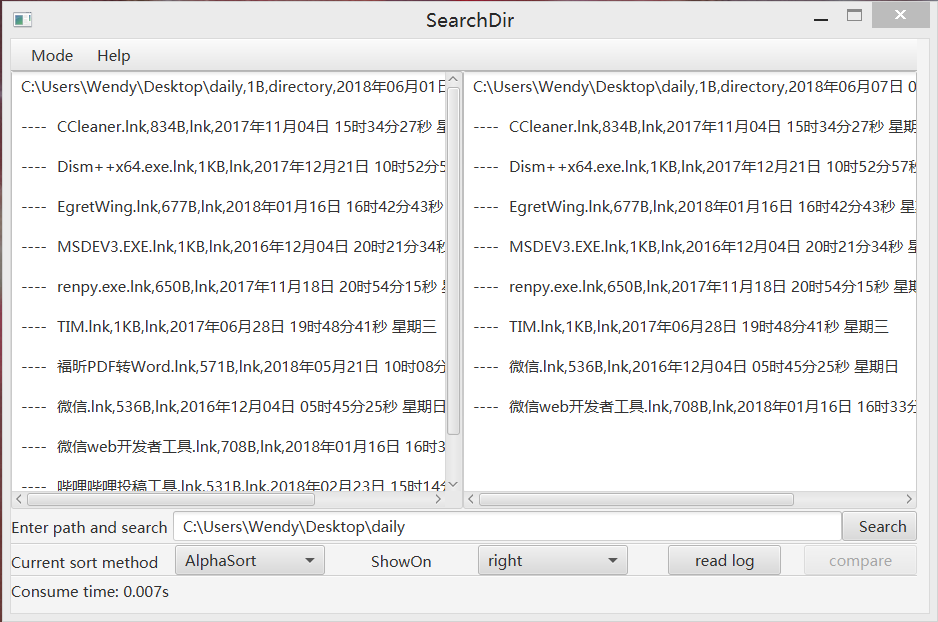 SearchDir
Mode Help
C:\Users\Wendy\Desktop\daily,1B,directory,2018年06月01日
---- CCleaner.lnk,834B,lnk,2017年11月04日 15时34分27秒 星
---- Dism++x64.exe.lnk,1KB,lnk,2017年12月21日 10时52分5
---- EgretWing.lnk,677B,lnk,2018年01月16日 16时42分43秒
---- MSDEV3.EXE.lnk,1KB,lnk,2016年12月04日 20时21分34秒
---- renpy.exe.lnk,650B,lnk,2017年11月18日 20时54分15秒 星
---- TIM.lnk,1KB,lnk,2017年06月28日 19时48分41秒 星期三
---- 福昕PDF转Word.lnk,571B,lnk,2018年05月21日 10时08分
---- 微信.lnk,536B,lnk,2016年12月04日 05时45分25秒 星期日
---- 微信web开发者工具.lnk,708B,lnk,2018年01月16日 16时3
---- 哔哩哔哩投稿工具.lnk,531B,lnk,2018年02月23日 15时14分
C:\Users\Wendy\Desktop\daily,1B,directory,2018年06月07日 0
---- CCleaner.lnk,834B,lnk,2017年11月04日 15时34分27秒 星期
---- Dism++x64.exe.lnk,1KB,lnk,2017年12月21日 10时52分57秒
---- EgretWing.lnk,677B,lnk,2018年01月16日 16时42分43秒 星
---- MSDEV3.EXE.lnk,1KB,lnk,2016年12月04日 20时21分34秒 星
---- renpy.exe.lnk,650B,lnk,2017年11月18日 20时54分15秒 星期
---- TIM.lnk,1KB,lnk,2017年06月28日 19时48分41秒 星期三
---- 微信.lnk,536B,lnk,2016年12月04日 05时45分25秒 星期日
---- 微信web开发者工具.lnk,708B,lnk,2018年01月16日 16时33分
Enter path and search C:\Users\Wendy\Desktop\daily Search
Current sort method AlphaSort ShowOn right read log compare
Consume time: 0.007s